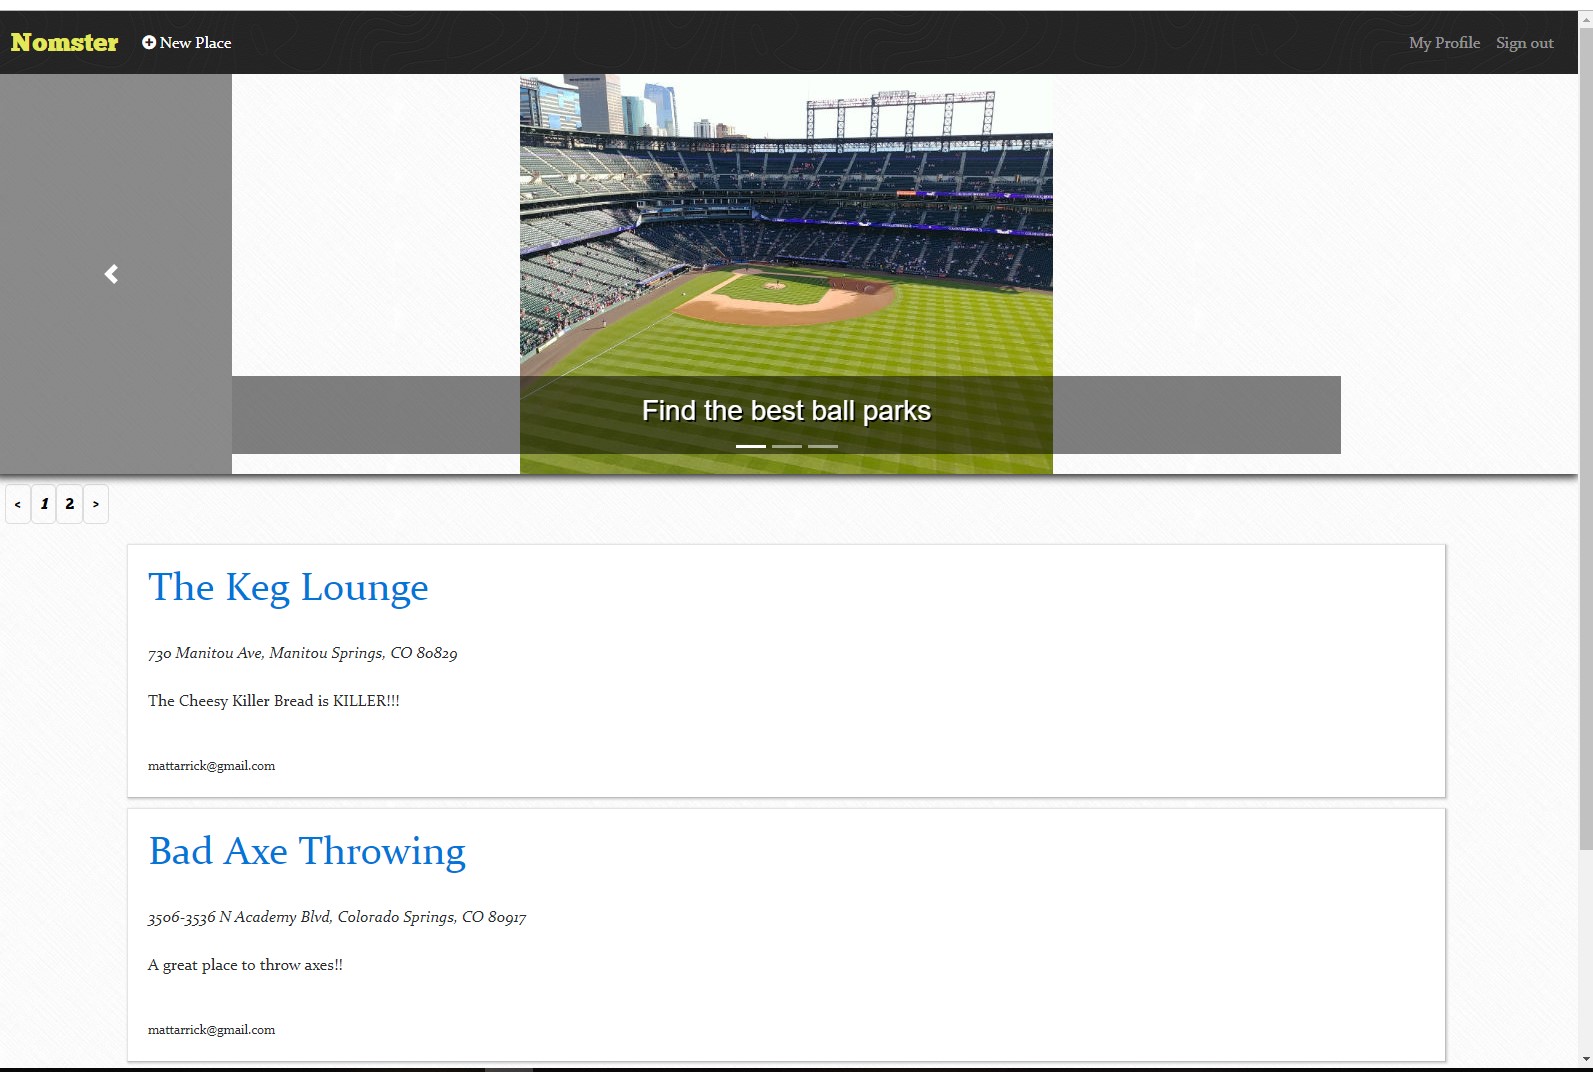 Nomster New Place My Profile Sign out
Find the best ball parks
< 1 2 >
The Keg Lounge
730 Manitou Ave, Manitou Springs, CO 80829
The Cheesy Killer Bread is KILLER!!!
mattarrick@gmail.com
Bad Axe Throwing
3506-3536 N Academy Blvd, Colorado Springs, CO 80917
A great place to throw axes!!
mattarrick@gmail.com